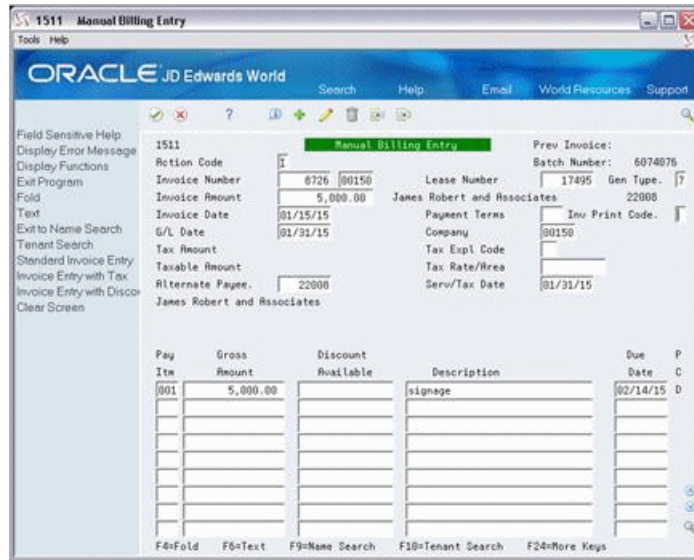 1511 Manual Billing Entry
Tools Help
ORACLE JD Edwards World
Search Help Email World Resources Support
Field Sensitive Help
Display Error Message
Display Functions
Exit Program
Fold
Text
Exit to Name Search
Tenant Search
Standard Invoice Entry
Invoice Entry with Tax
Invoice Entry with Disco
Clear Screen
1511 Manual Billing Entry Prev Invoice:
Action Code I Batch Number: 6074076
Invoice Number 8726 00150 Lease Number 17495 Gen Type. ?
Invoice Amount 5,000.00 James Robert and Associates 22008
Invoice Date 01/15/15 Payment Terms Inv Print Code.
G/L Date 01/31/15 Company 00150
Tax Amount Tax Expl Code
Taxable Amount Tax Rate/Area
Alternate Payee. 22008 Serv/Tax Date 01/31/15
James Robert and Associates
Pay Gross Discount Due P
Itm Amount Available Description Date C
001 5,000.00 signage 02/14/15 D
F4=Fold F6=Text F9=Name Search F10=Tenant Search F24=More Keys